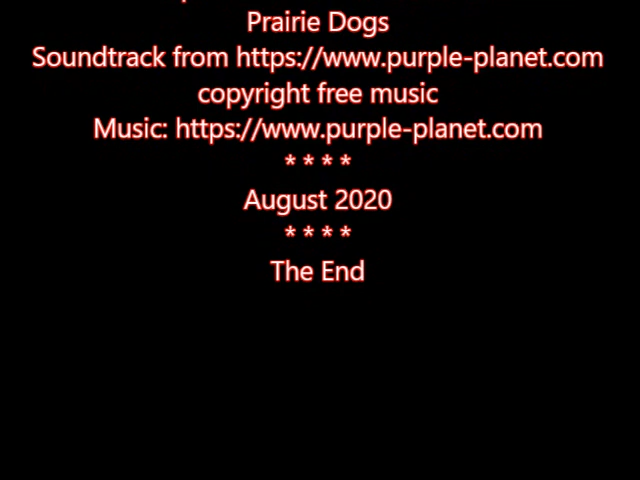 Prairie Dogs
Soundtrack from https://www.purple-planet.com
copyright free music
Music: https://www.purple-planet.com
* * * *
August 2020
* * * *
The End